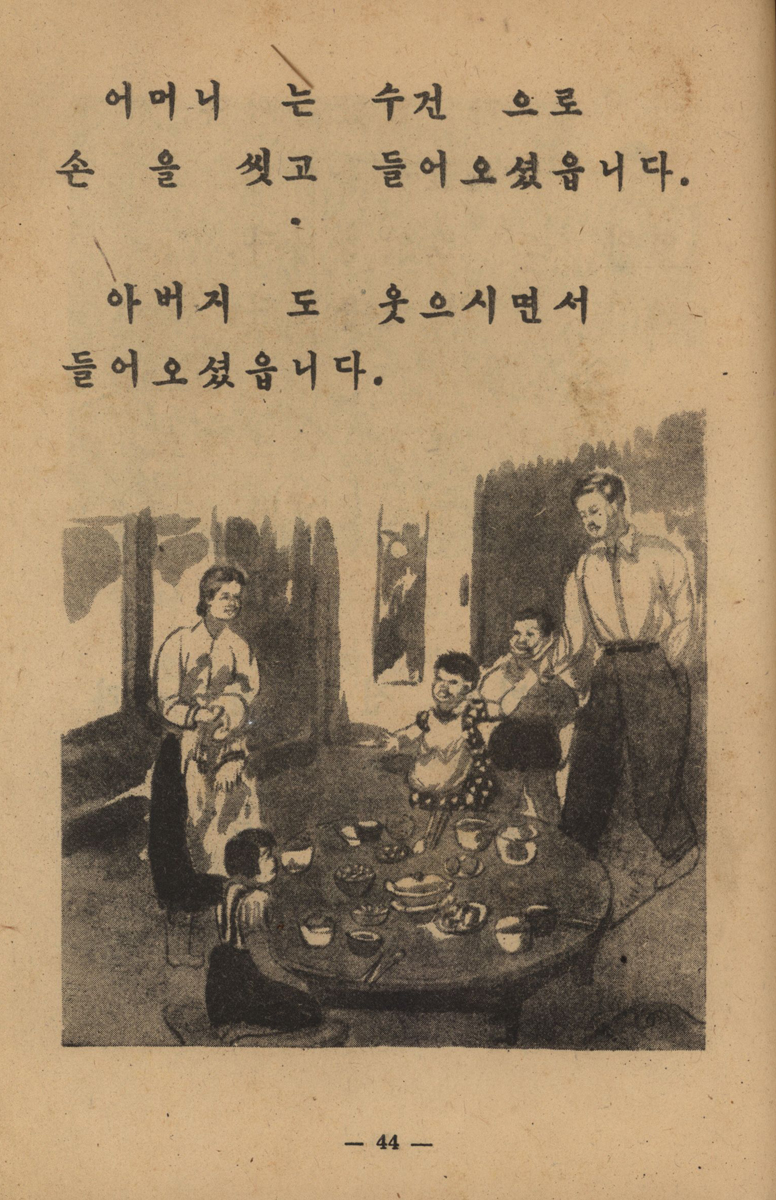 어머니 는 수건 으로
손 을 씻고 들어오셨읍니다.
아버지 도 웃으시면서
들어오셨읍니다.
— 44 —